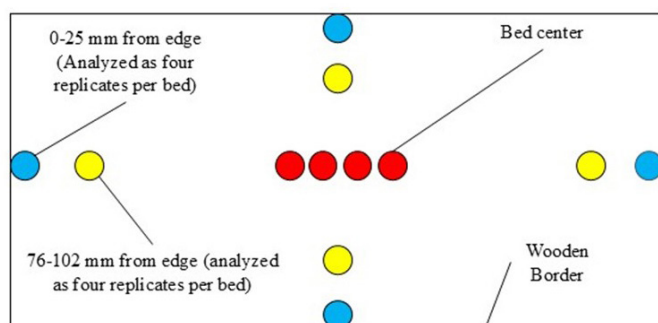 0-25 mm from edge
(Analyzed as four
replicates per bed)
Bed center
76-102 mm from edge (analyzed
as four replicates per bed)
Wooden
Border